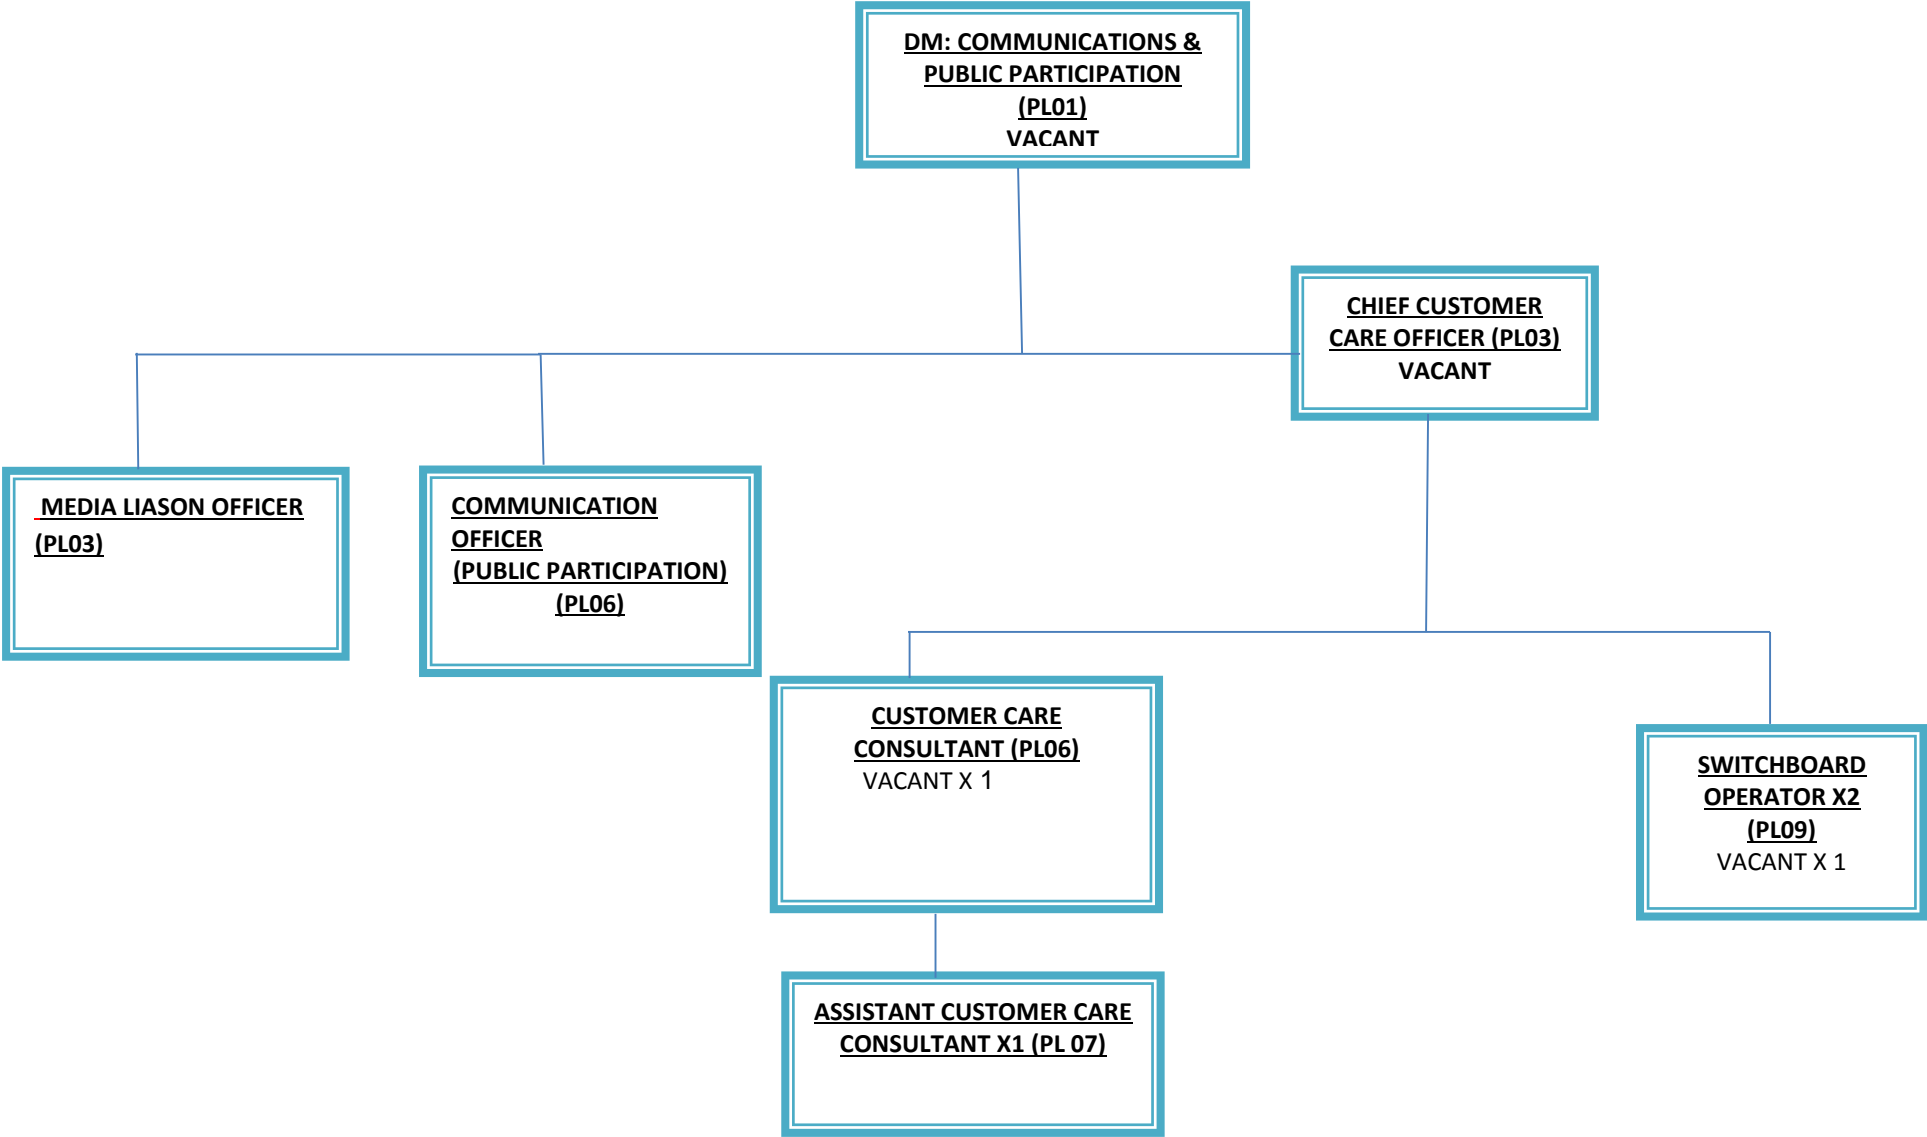 DM: COMMUNICATIONS &
PUBLIC PARTICIPATION
(PL01)
VACANT
CHIEF CUSTOMER
CARE OFFICER (PL03)
VACANT
MEDIA LIASON OFFICER
(PL03)
COMMUNICATION
OFFICER
(PUBLIC PARTICIPATION)
(PL06)
CUSTOMER CARE
CONSULTANT (PL06)
VACANT X 1
SWITCHBOARD
OPERATOR X2
(PL09)
VACANT X 1
ASSISTANT CUSTOMER CARE
CONSULTANT X1 (PL 07)